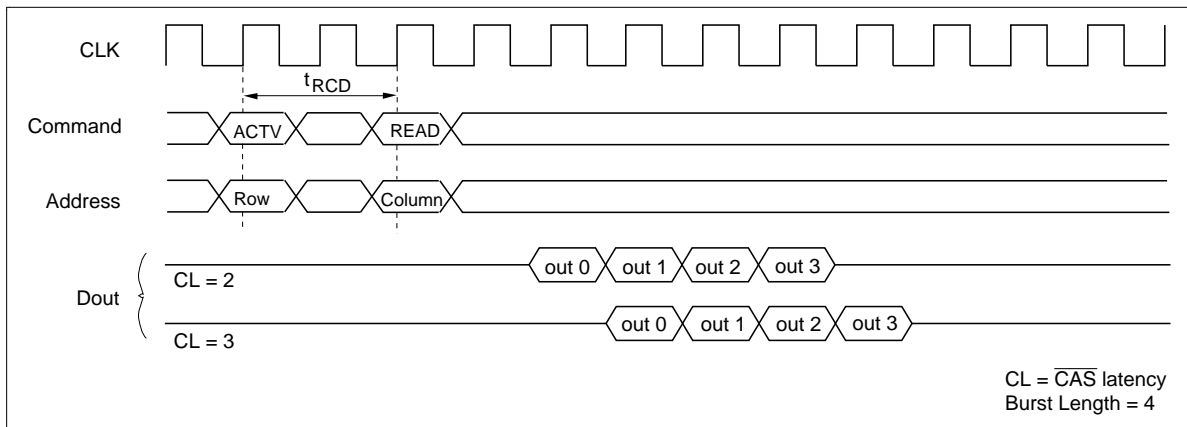 CLK
tRCD
Command ACTV READ
Address Row Column
out 0 out 1 out 2 out 3
CL = 2
Dout
out 0 out 1 out 2 out 3
CL = 3
CL = CAS latency
Burst Length = 4